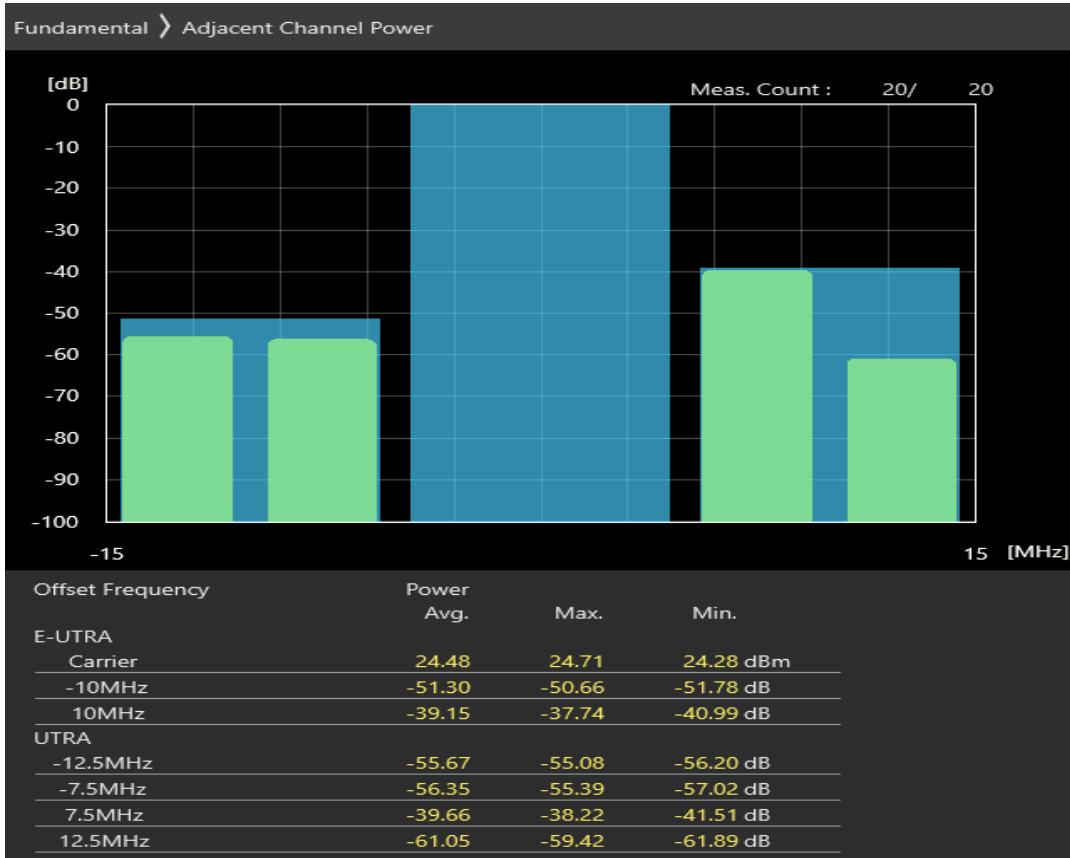 Fundamental ❯ Adjacent Channel Power
[dB]
Meas. Count : 20/ 20
0
-10
-20
-30
-40
-50
-60
-70
-80
-90
-100
-15 15 [MHz]
Offset Frequency Power
Avg. Max. Min.
E-UTRA
Carrier 24.48 24.71 24.28 dBm
-10MHz -51.30 -50.66 -51.78 dB
10MHz -39.15 -37.74 -40.99 dB
UTRA
-12.5MHz -55.67 -55.08 -56.20 dB
-7.5MHz -56.35 -55.39 -57.02 dB
7.5MHz -39.66 -38.22 -41.51 dB
12.5MHz -61.05 -59.42 -61.89 dB